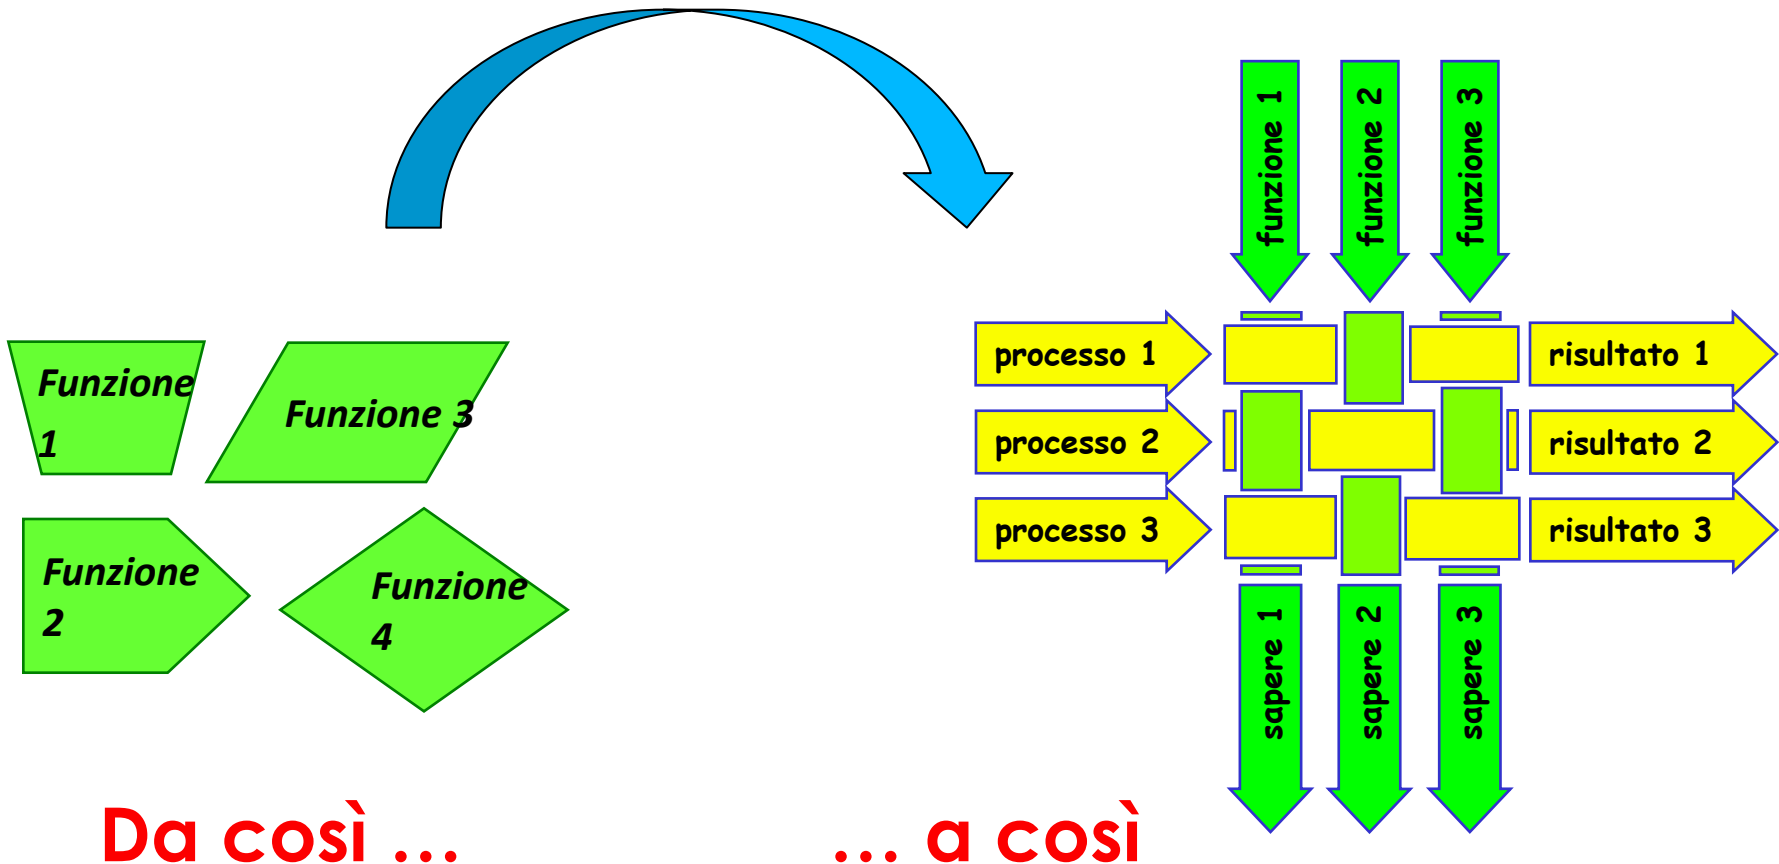 Funzione
1
Funzione 3
Funzione
2
Funzione
4
Da così ...
funzione 1
funzione 2
funzione 3
processo 1
risultato 1
processo 2
risultato 2
processo 3
risultato 3
sapere 1
sapere 2
sapere 3
... a così